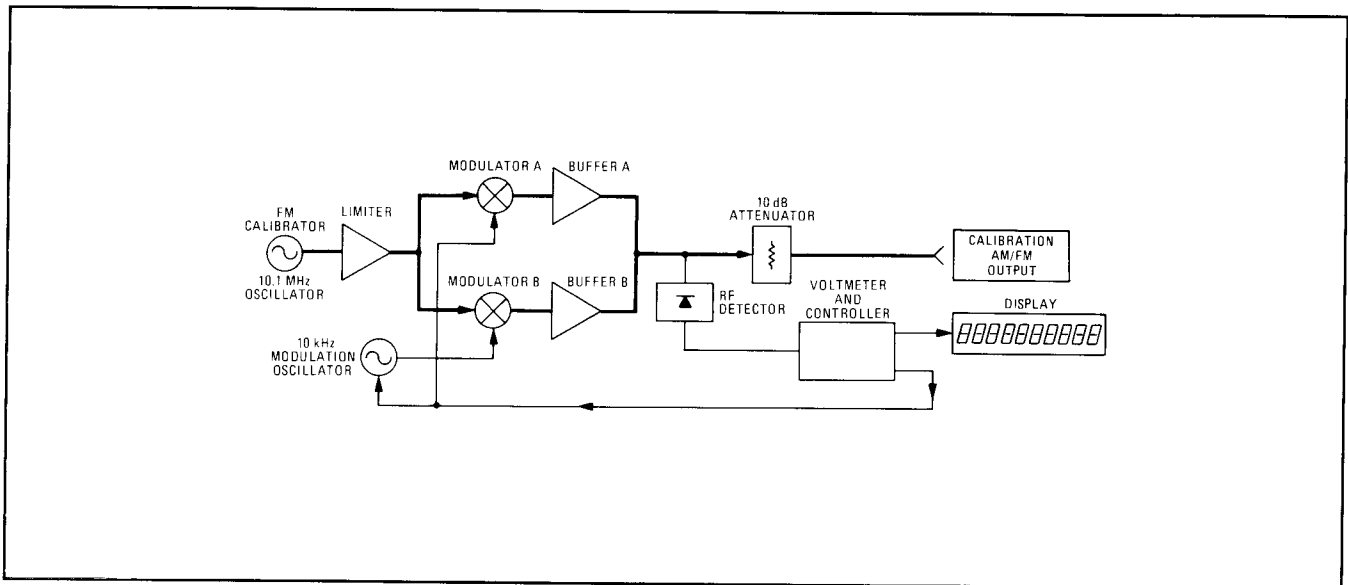 MODULATOR A
BUFFER A
FM
CALIBRATOR
LIMITER
10 dB
ATTENUATOR
10.1 MHz
OSCILLATOR
CALIBRATION
AM/FM
OUTPUT
MODULATOR B
BUFFER B
RF
DETECTOR
VOLTMETER
AND
CONTROLLER
DISPLAY
10 kHz
MODULATION
OSCILLATOR